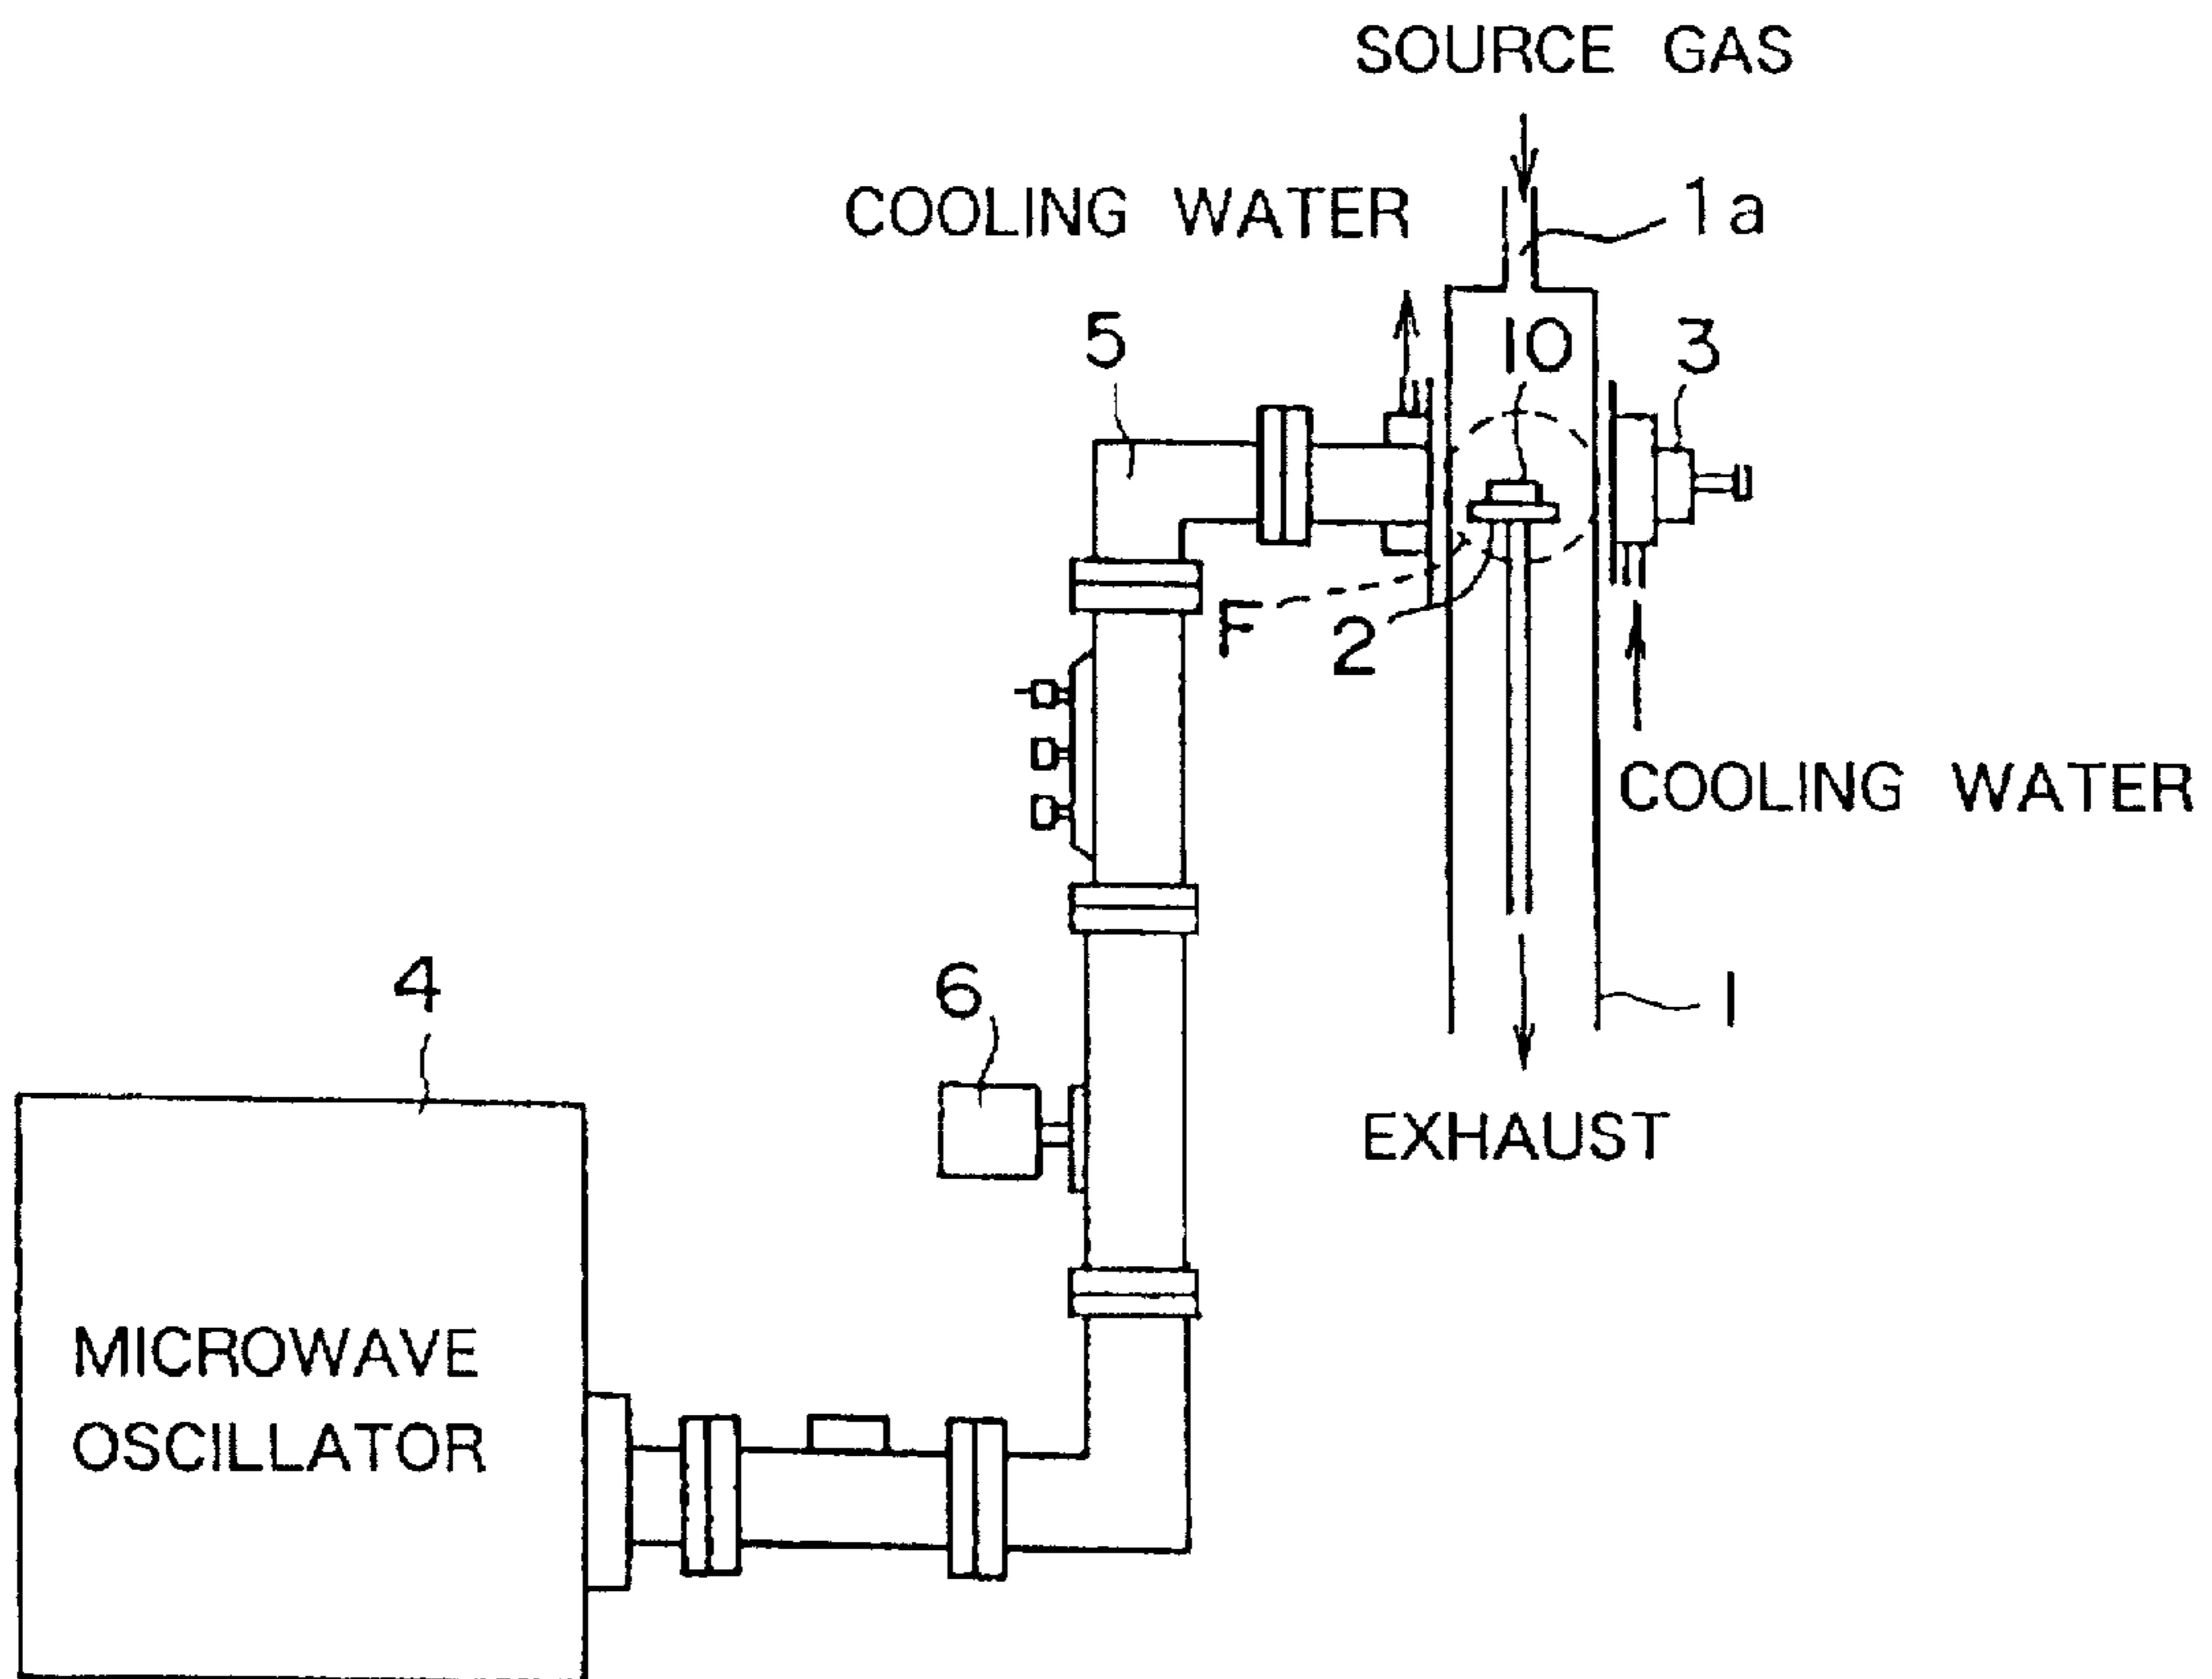 SOURCE GAS
COOLING WATER
1a
5
10
3
F
2
COOLING WATER
4
6
1
EXHAUST
MICROWAVE
OSCILLATOR